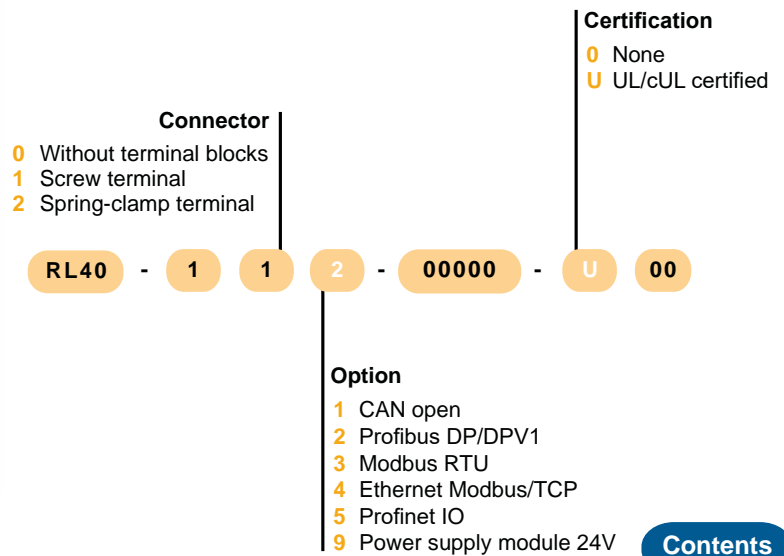 Certification
0 None
U UL/cUL certified
Connector
0 Without terminal blocks
1 Screw terminal
2 Spring-clamp terminal
RL40 - 1 1 2 - 00000 - U 00
Option
1 CAN open
2 Profibus DP/DPV1
3 Modbus RTU
4 Ethernet Modbus/TCP
5 Profinet IO
9 Power supply module 24V
Contents